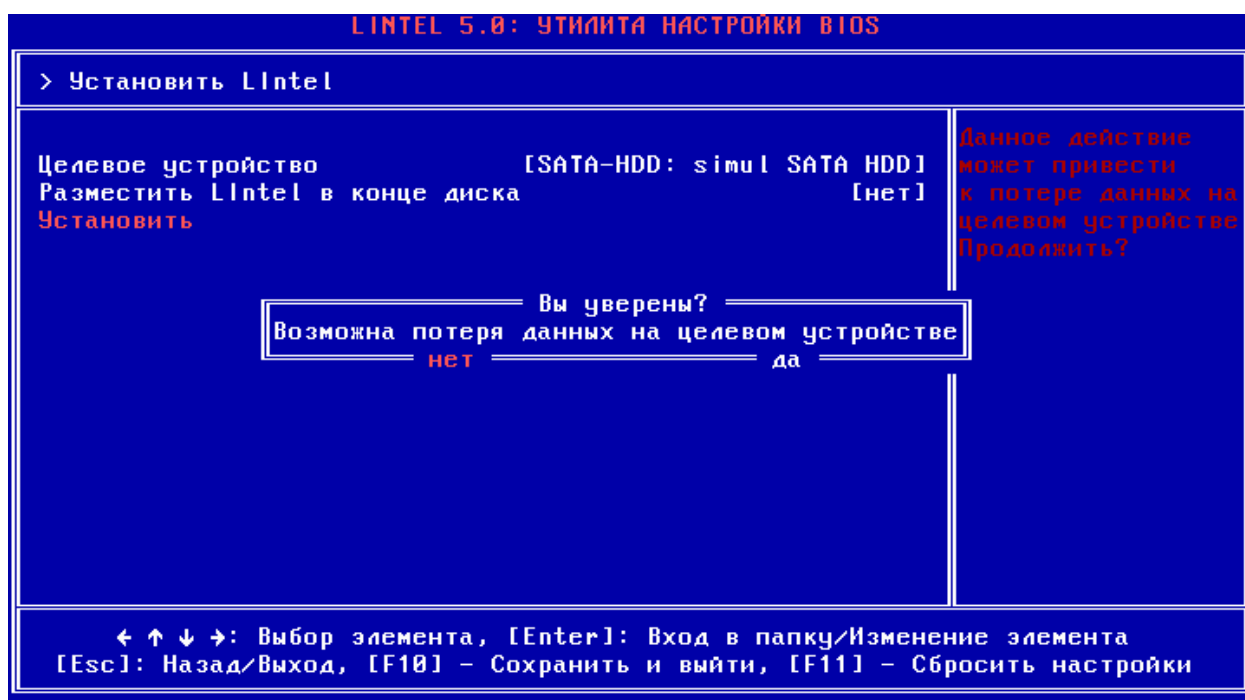 LINTEL 5.0: УТИЛИТА НАСТРОЙКИ BIOS
> Установить LIntel
Целевое устройство [SATA-HDD: simul SATA HDD]
Разместить LIntel в конце диска [нет]
Установить
Данное действие
может привести
к потере данных на
целевом устройстве
Продолжить?
Вы уверены?
Возможна потеря данных на целевом устройстве
нет да
← ↑ ↓ →: Выбор элемента, [Enter]: Вход в папку/Изменение элемента
[Esc]: Назад/Выход, [F10] - Сохранить и выйти, [F11] - Сбросить настройки